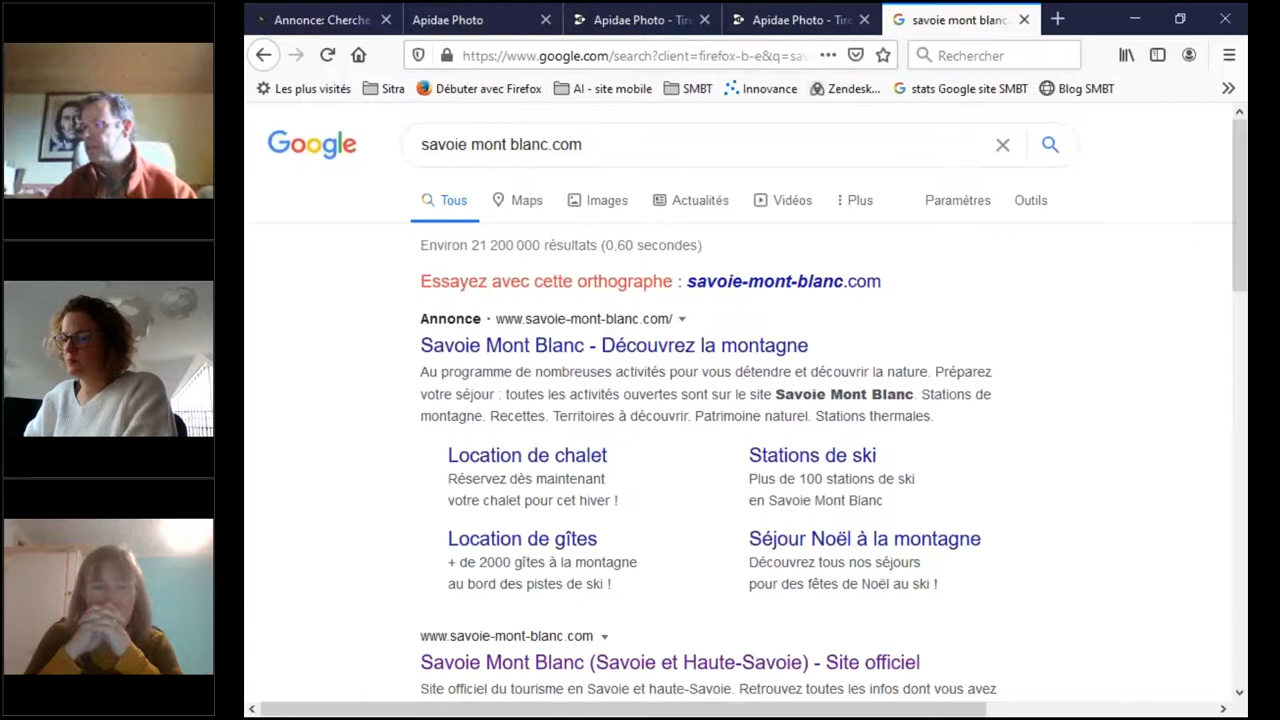 Annonce: Cherche
Apidae Photo
Apidae Photo - Tire
Apidae Photo - Tire
savoie mont blanc.
https://www.google.com/search?client=firefox-b-e&q=sav
Rechercher
Les plus visités
Sitra
Débuter avec Firefox
AI - site mobile
SMBT
Innovance
Zendesk...
stats Google site SMBT
Blog SMBT
Google
savoie mont blanc.com
Tous
Maps
Images
Actualités
Vidéos
Plus
Paramètres
Outils
Environ 21 200 000 résultats (0,60 secondes)
Essayez avec cette orthographe : savoie-mont-blanc.com
Annonce · www.savoie-mont-blanc.com/
Savoie Mont Blanc - Découvrez la montagne
Au programme de nombreuses activités pour vous détendre et découvrir la nature. Préparez
votre séjour : toutes les activités ouvertes sont sur le site Savoie Mont Blanc. Stations de
montagne. Recettes. Territoires à découvrir. Patrimoine naturel. Stations thermales.
Location de chalet
Réservez dès maintenant
votre chalet pour cet hiver !
Stations de ski
Plus de 100 stations de ski
en Savoie Mont Blanc
Location de gîtes
+ de 2000 gîtes à la montagne
au bord des pistes de ski !
Séjour Noël à la montagne
Découvrez tous nos séjours
pour des fêtes de Noël au ski !
www.savoie-mont-blanc.com
Savoie Mont Blanc (Savoie et Haute-Savoie) - Site officiel
Site officiel du tourisme en Savoie et haute-Savoie. Retrouvez toutes les infos dont vous avez